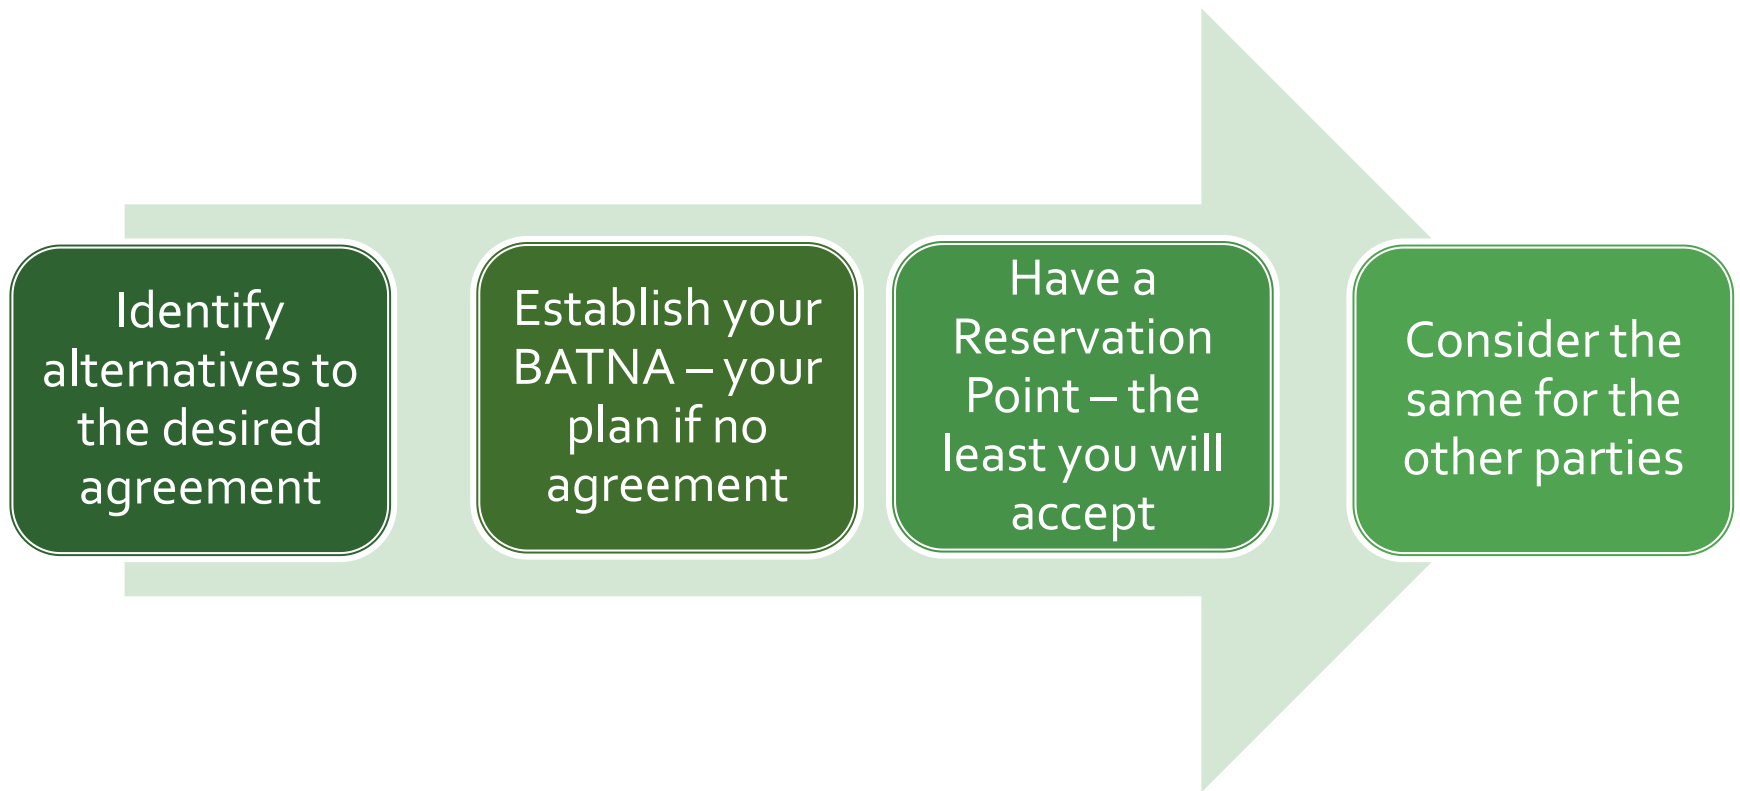 Identify
alternatives to
the desired
agreement
Establish your
BATNA – your
plan if no
agreement
Have a
Reservation
Point – the
least you will
accept
Consider the
same for the
other parties